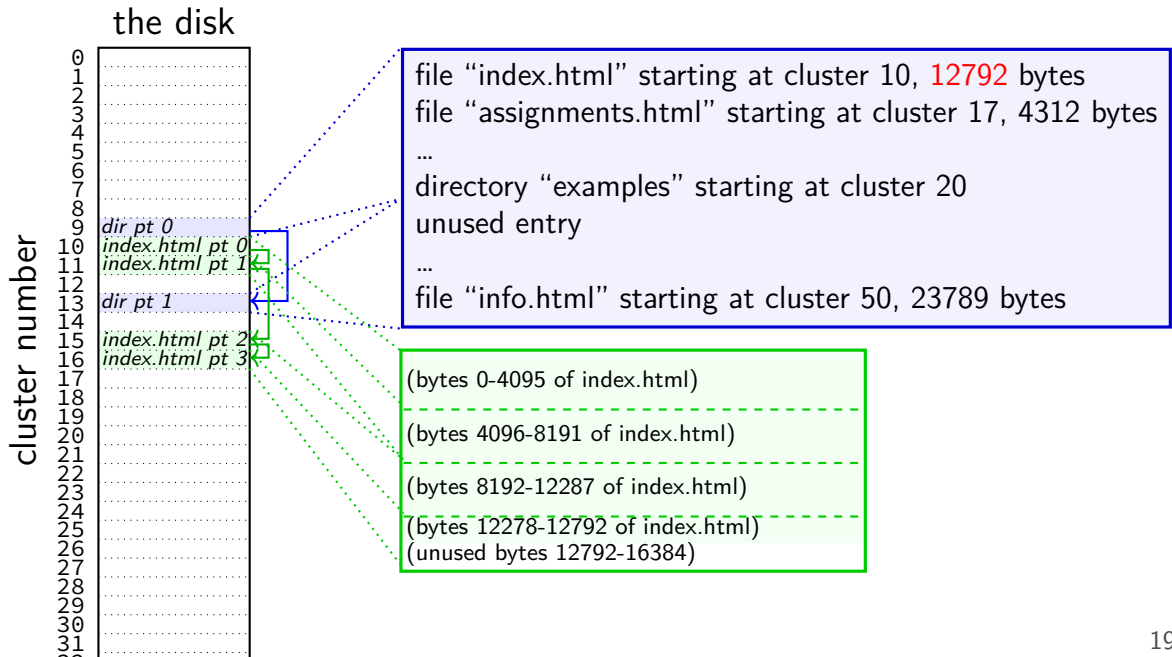 the disk
cluster number
0
1
2
3
4
5
6
7
8
9
10
11
12
13
14
15
16
17
18
19
20
21
22
23
24
25
26
27
28
29
30
31
dir pt 0
index.html pt 0
index.html pt 1
dir pt 1
index.html pt 2
index.html pt 3
file “index.html” starting at cluster 10, 12792 bytes
file “assignments.html” starting at cluster 17, 4312 bytes
…
directory “examples” starting at cluster 20
unused entry
…
file “info.html” starting at cluster 50, 23789 bytes
(bytes 0-4095 of index.html)
(bytes 4096-8191 of index.html)
(bytes 8192-12287 of index.html)
(bytes 12278-12792 of index.html)
(unused bytes 12792-16384)
19